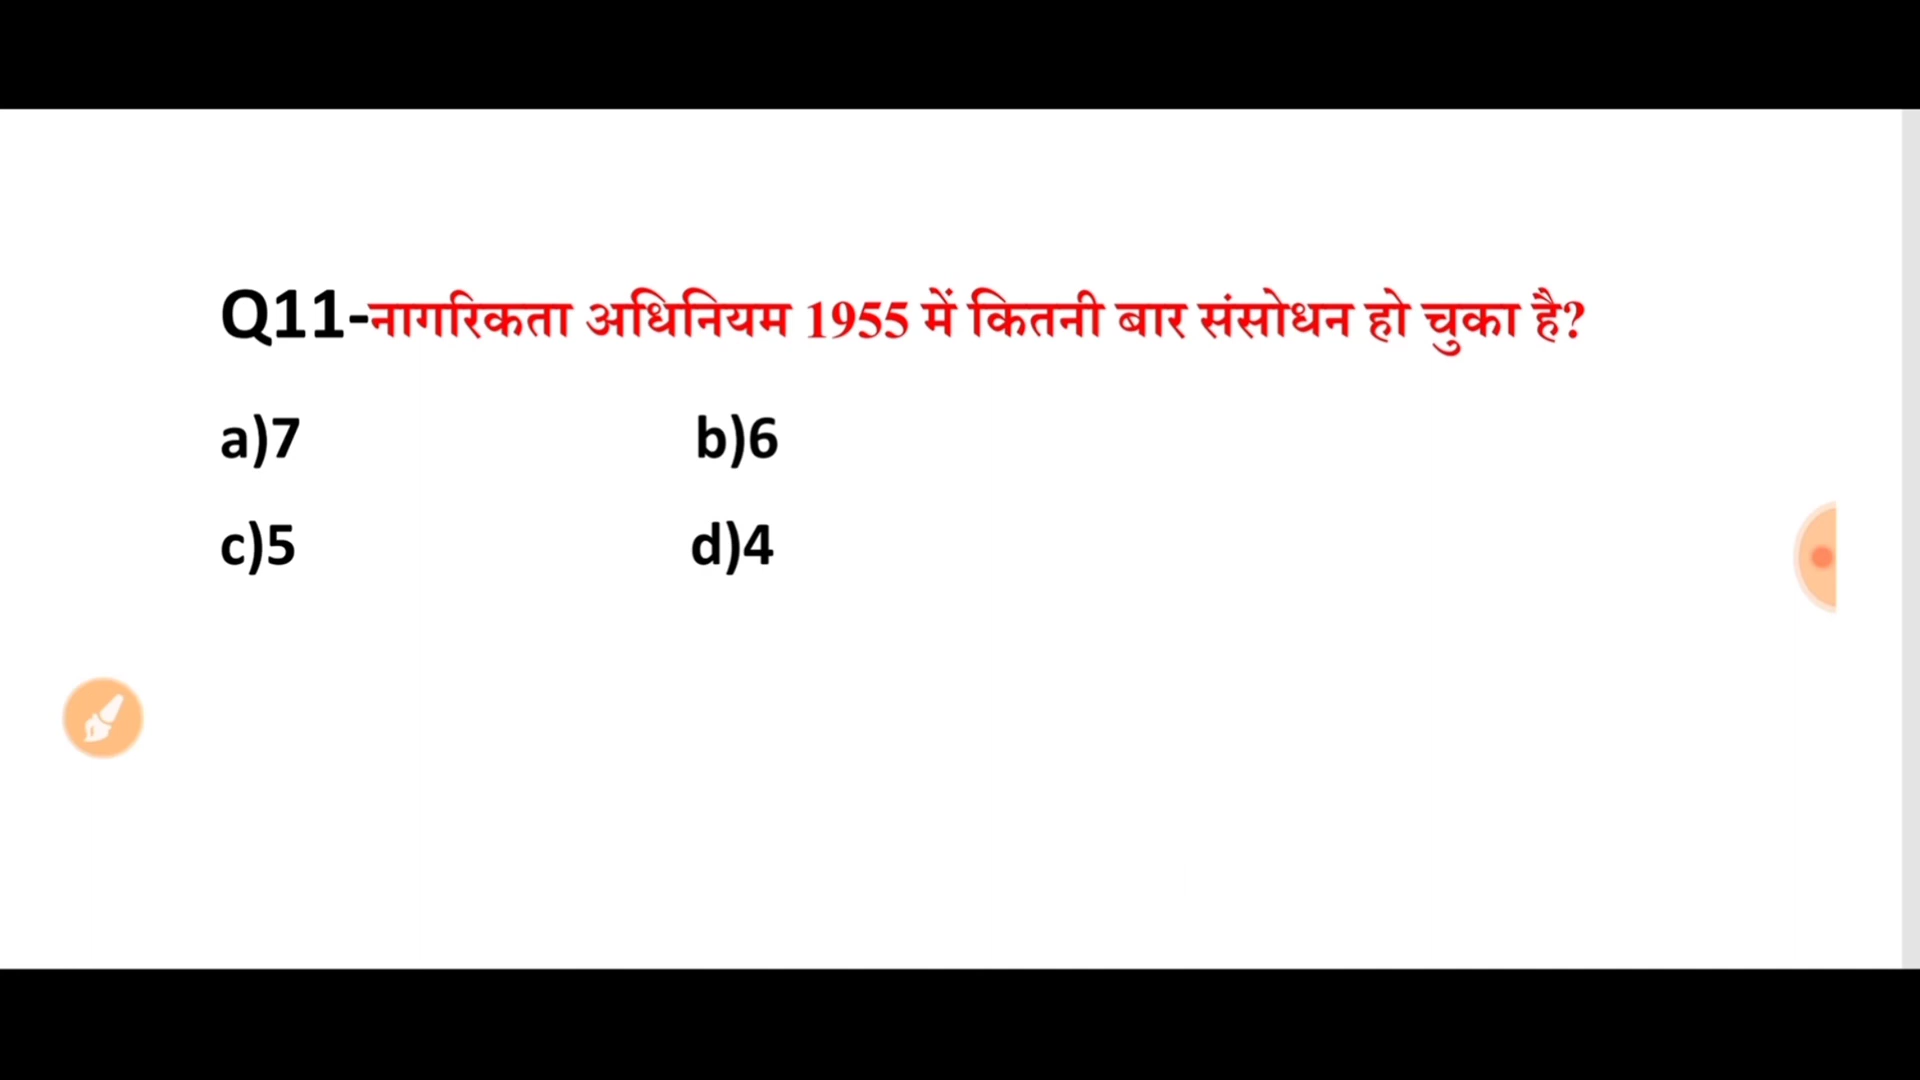 Q11-नागरिकता अधिनियम 1955 में कितनी बार संसोधन हो चुका है?
a)7 b)6
c)5 d)4